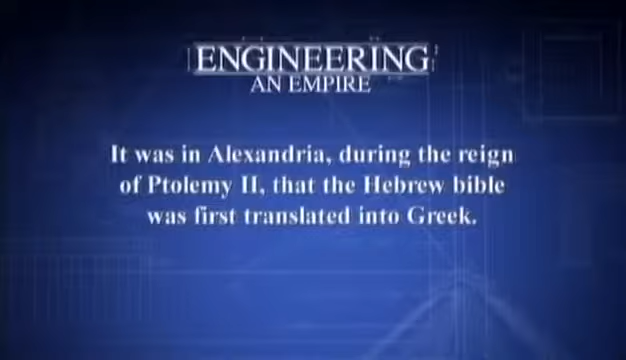 ENGINEERING
AN EMPIRE
It was in Alexandria, during the reign
of Ptolemy II, that the Hebrew bible
was first translated into Greek.